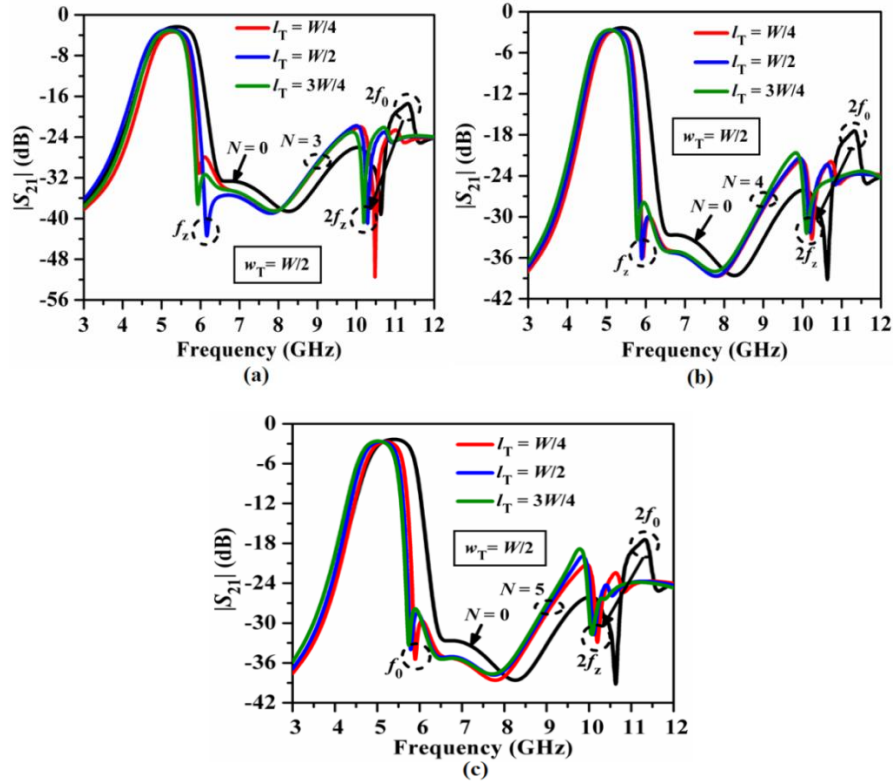 0
-8
-16
-24
-32
-40
-48
-56
|S21| (dB)
lT = W/4
lT = W/2
lT = 3W/4
2f0
N = 0
N = 3
fz
2fz
wT= W/2
3 4 5 6 7 8 9 10 11 12
Frequency (GHz)
(a)
0
-6
-12
-18
-24
-30
-36
-42
|S21| (dB)
lT = W/4
lT = W/2
lT = 3W/4
2f0
wT= W/2
N = 4
N = 0
fz
2fz
3 4 5 6 7 8 9 10 11 12
Frequency (GHz)
(b)
0
-6
-12
-18
-24
-30
-36
-42
|S21| (dB)
lT = W/4
lT = W/2
lT = 3W/4
2f0
wT= W/2
N = 5
N = 0
f0
2fz
3 4 5 6 7 8 9 10 11 12
Frequency (GHz)
(c)